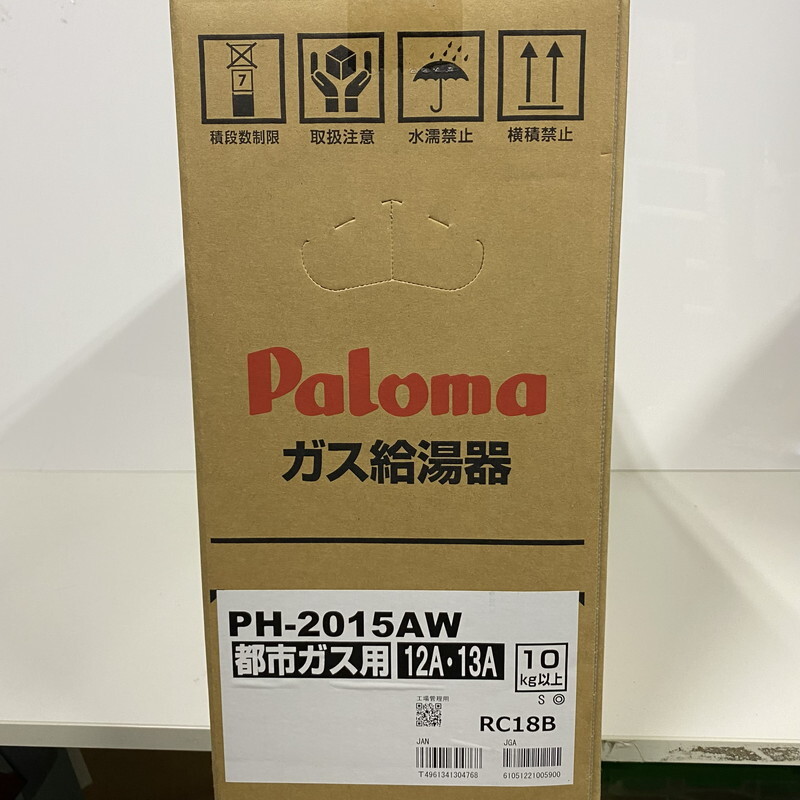 7
積段数制限 取扱注意 水濡禁止 横積禁止
Paloma
ガス給湯器
PH-2015AW
都市ガス用 12A・13A
10
kg以上
S ◎
工場管理用
RC18B
JAN JGA
T4961341304768 61051221005900